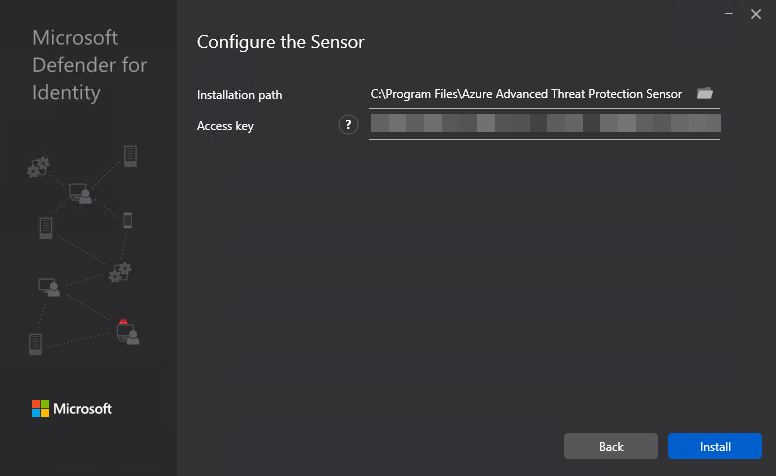 Microsoft
Defender for
Identity
Configure the Sensor
Installation path
C:\Program Files\Azure Advanced Threat Protection Sensor
Access key
?
Microsoft
Back
Install